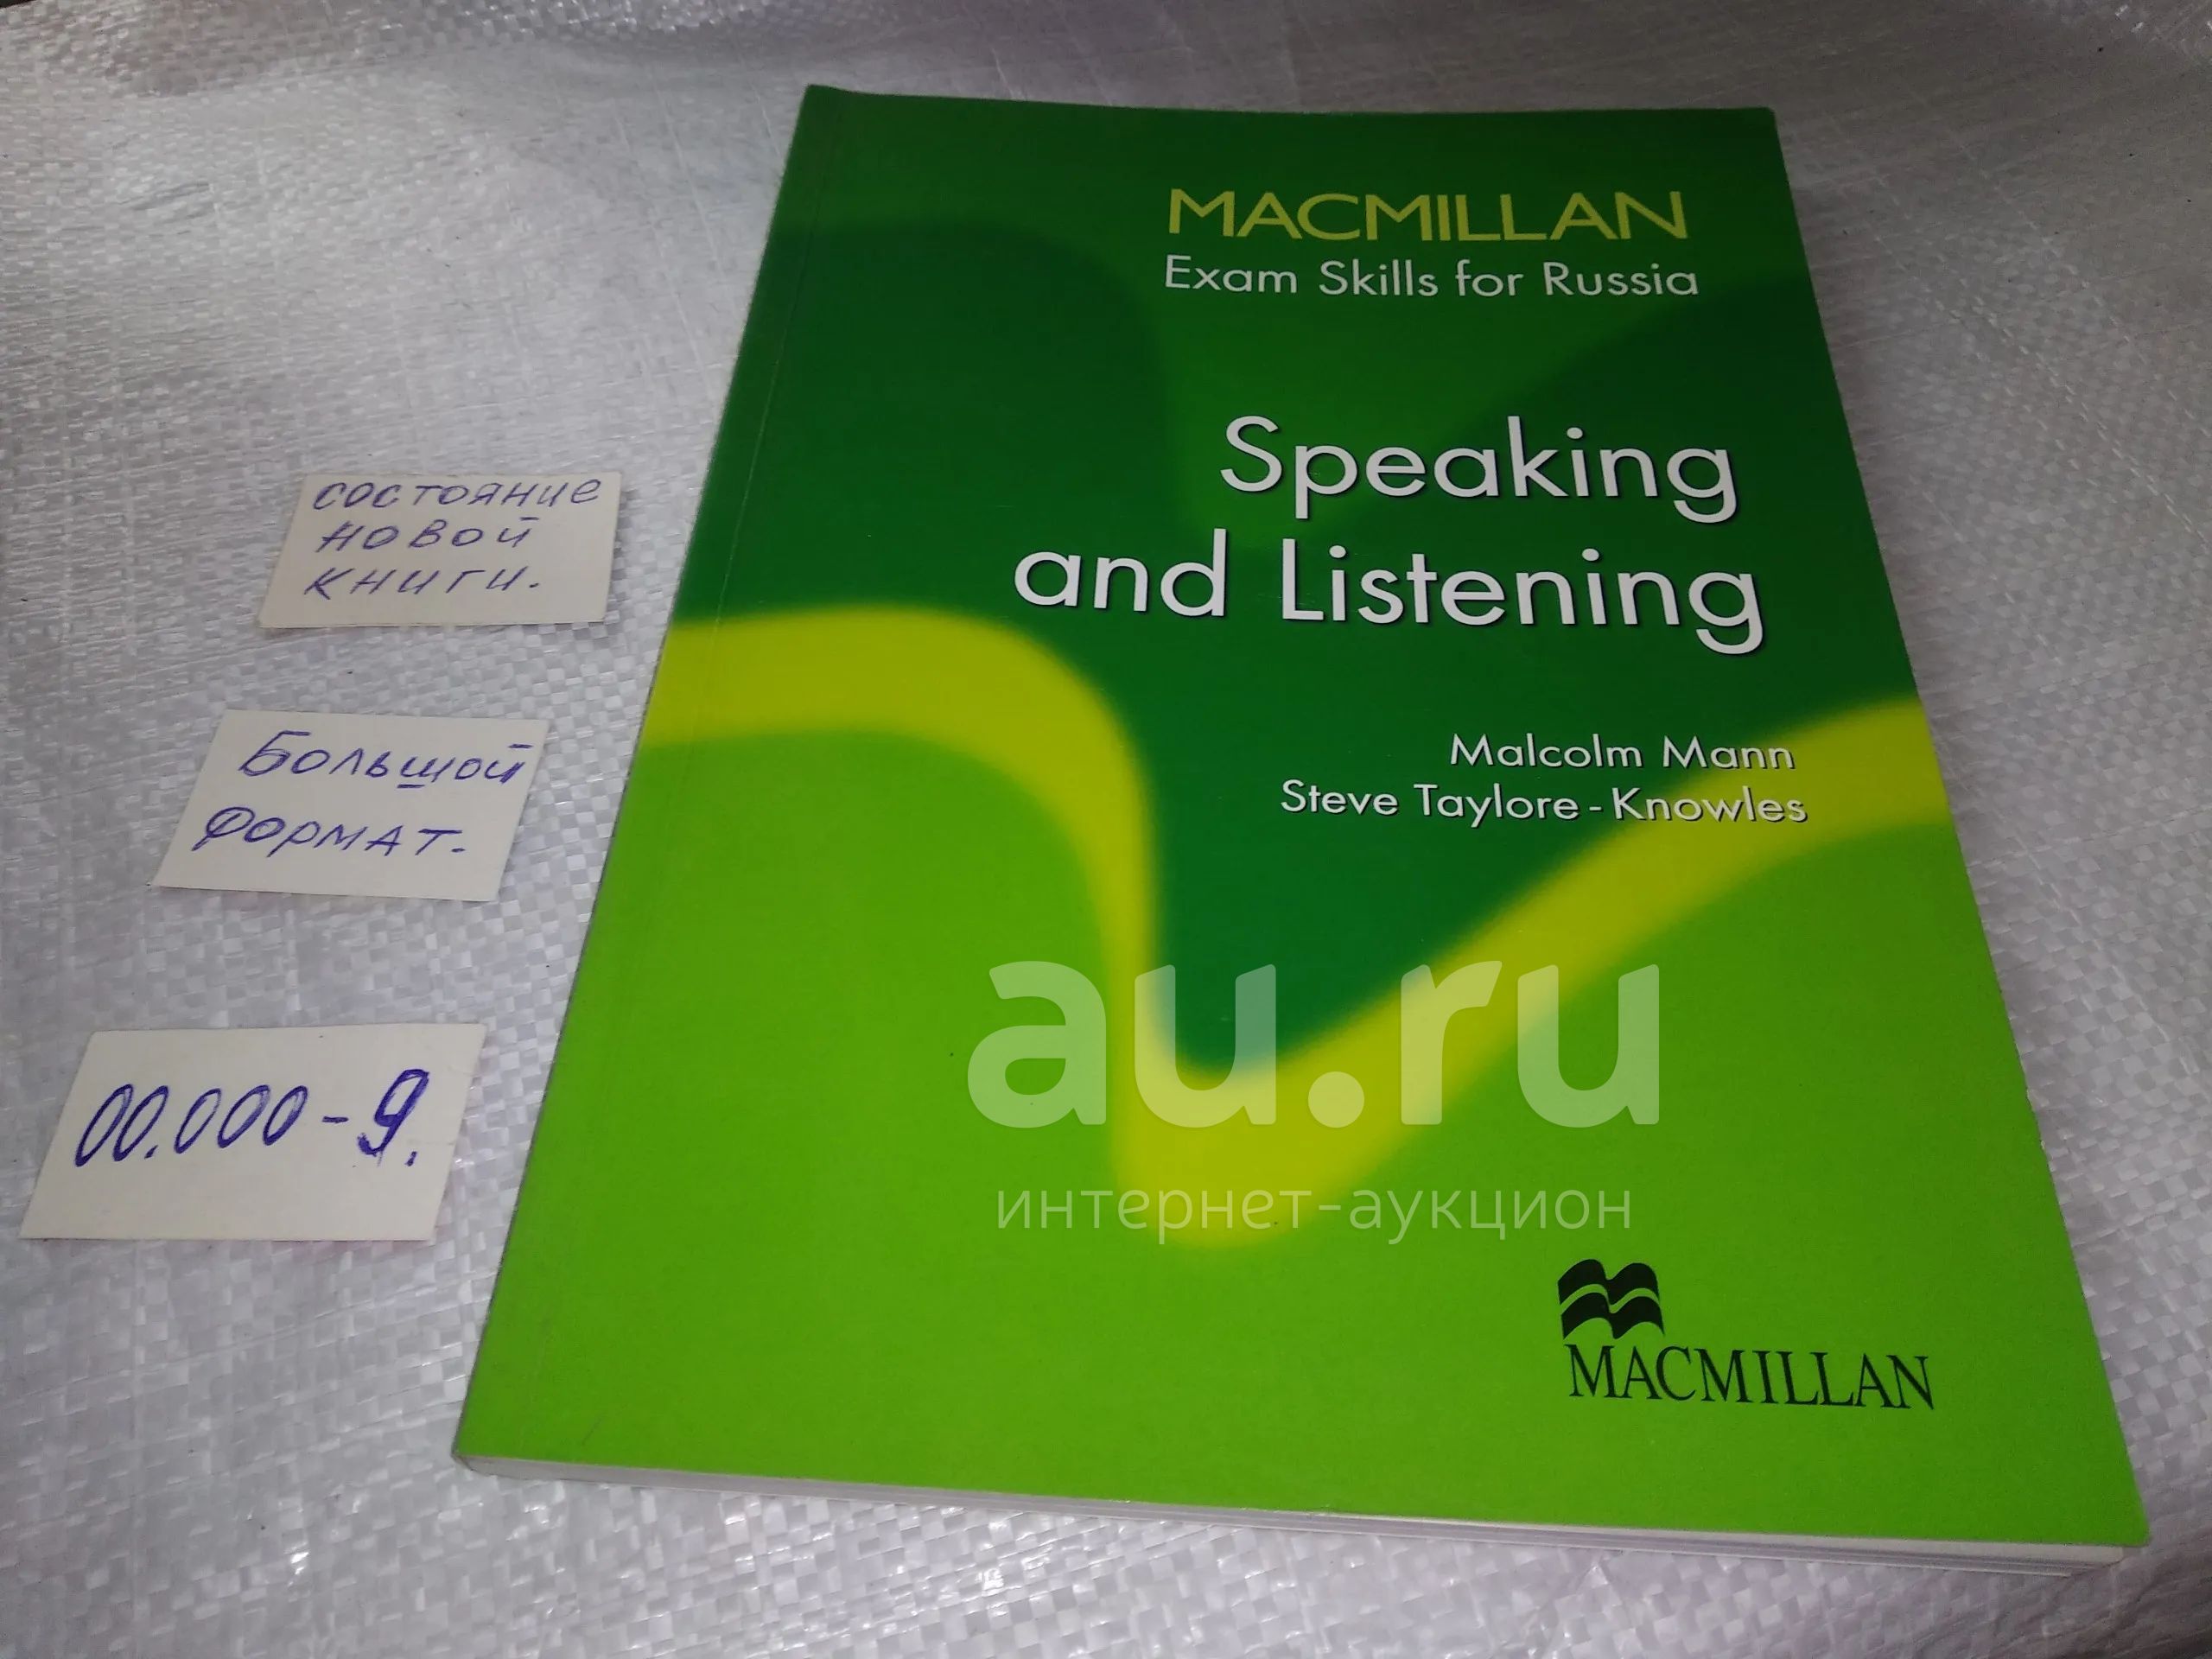 MACMILLAN
Exam Skills for Russia
Speaking
and Listening
Malcolm Mann
Steve Taylore-Knowles
MACMILLAN
состояние
новой
книги.
Большой
формат.
00.000-9.
au.ru
интернет-аукцион